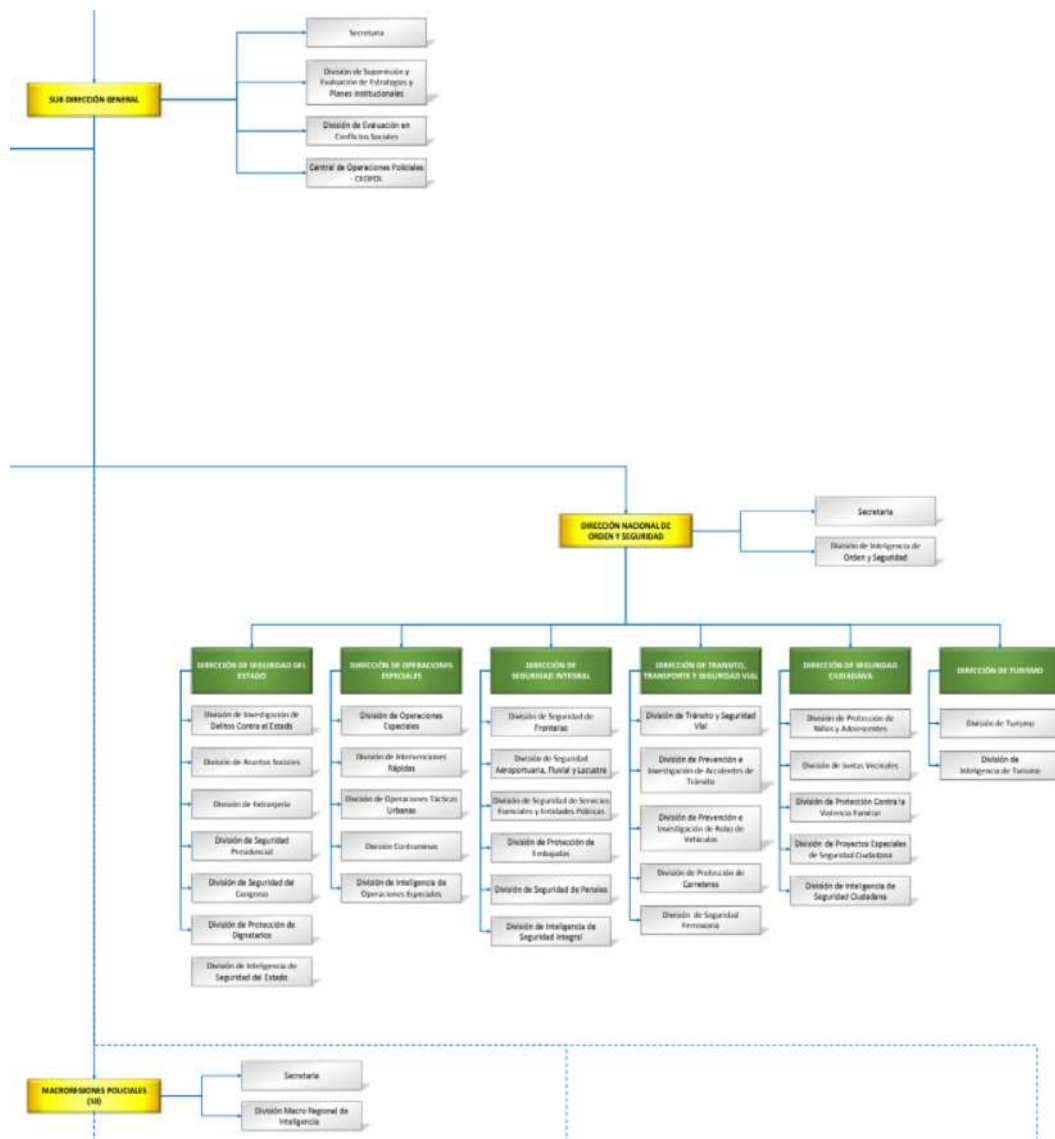 Secretaria
División de Supervisión y
Evaluación de Estrategias y
Planes Institucionales
SUB DIRECCIÓN GENERAL
División de Evaluación en
Conflictos Sociales
Central de Operaciones Policiales
- CEOPOL
DIRECCIÓN NACIONAL DE
ORDEN Y SEGURIDAD
Secretaria
División de Inteligencia de
Orden y Seguridad
DIRECCIÓN DE SEGURIDAD DEL
ESTADO
División de Investigación de
Delitos Contra el Estado
División de Asuntos Sociales
División de Extranjería
División de Seguridad
Presidencial
División de Seguridad del
Congreso
División de Protección de
Dignatarios
División de Inteligencia de
Seguridad del Estado
DIRECCIÓN DE OPERACIONES
ESPECIALES
División de Operaciones
Especiales
División de Intervenciones
Rápidas
División de Operaciones Tácticas
Urbanas
División Contraminas
División de Inteligencia de
Operaciones Especiales
DIRECCIÓN DE
SEGURIDAD INTEGRAL
División de Seguridad de
Fronteras
División de Seguridad
Aeroportuaria, Fluvial y Lacustre
División de Seguridad de Servicios
Esenciales y Entidades Públicas
División de Protección de
Embajadas
División de Seguridad de Penales
División de Inteligencia de
Seguridad Integral
DIRECCIÓN DE TRANSITO,
TRANSPORTE Y SEGURIDAD VIAL
División de Tránsito y Seguridad
Vial
División de Prevención e
Investigación de Accidentes de
Tránsito
División de Prevención e
Investigación de Robo de
Vehículos
División de Protección de
Carreteras
División de Seguridad
Ferroviaria
DIRECCIÓN DE SEGURIDAD
CIUDADANA
División de Protección de
Niños y Adolescentes
División de Juntas Vecinales
División de Protección Contra la
Violencia Familiar
División de Proyectos Especiales
de Seguridad Ciudadana
División de Inteligencia de
Seguridad Ciudadana
DIRECCIÓN DE TURISMO
División de Turismo
División de
Inteligencia de Turismo
MACROREGIONES POLICIALES
Secretaria
División Macro Regional de
Inteligencia